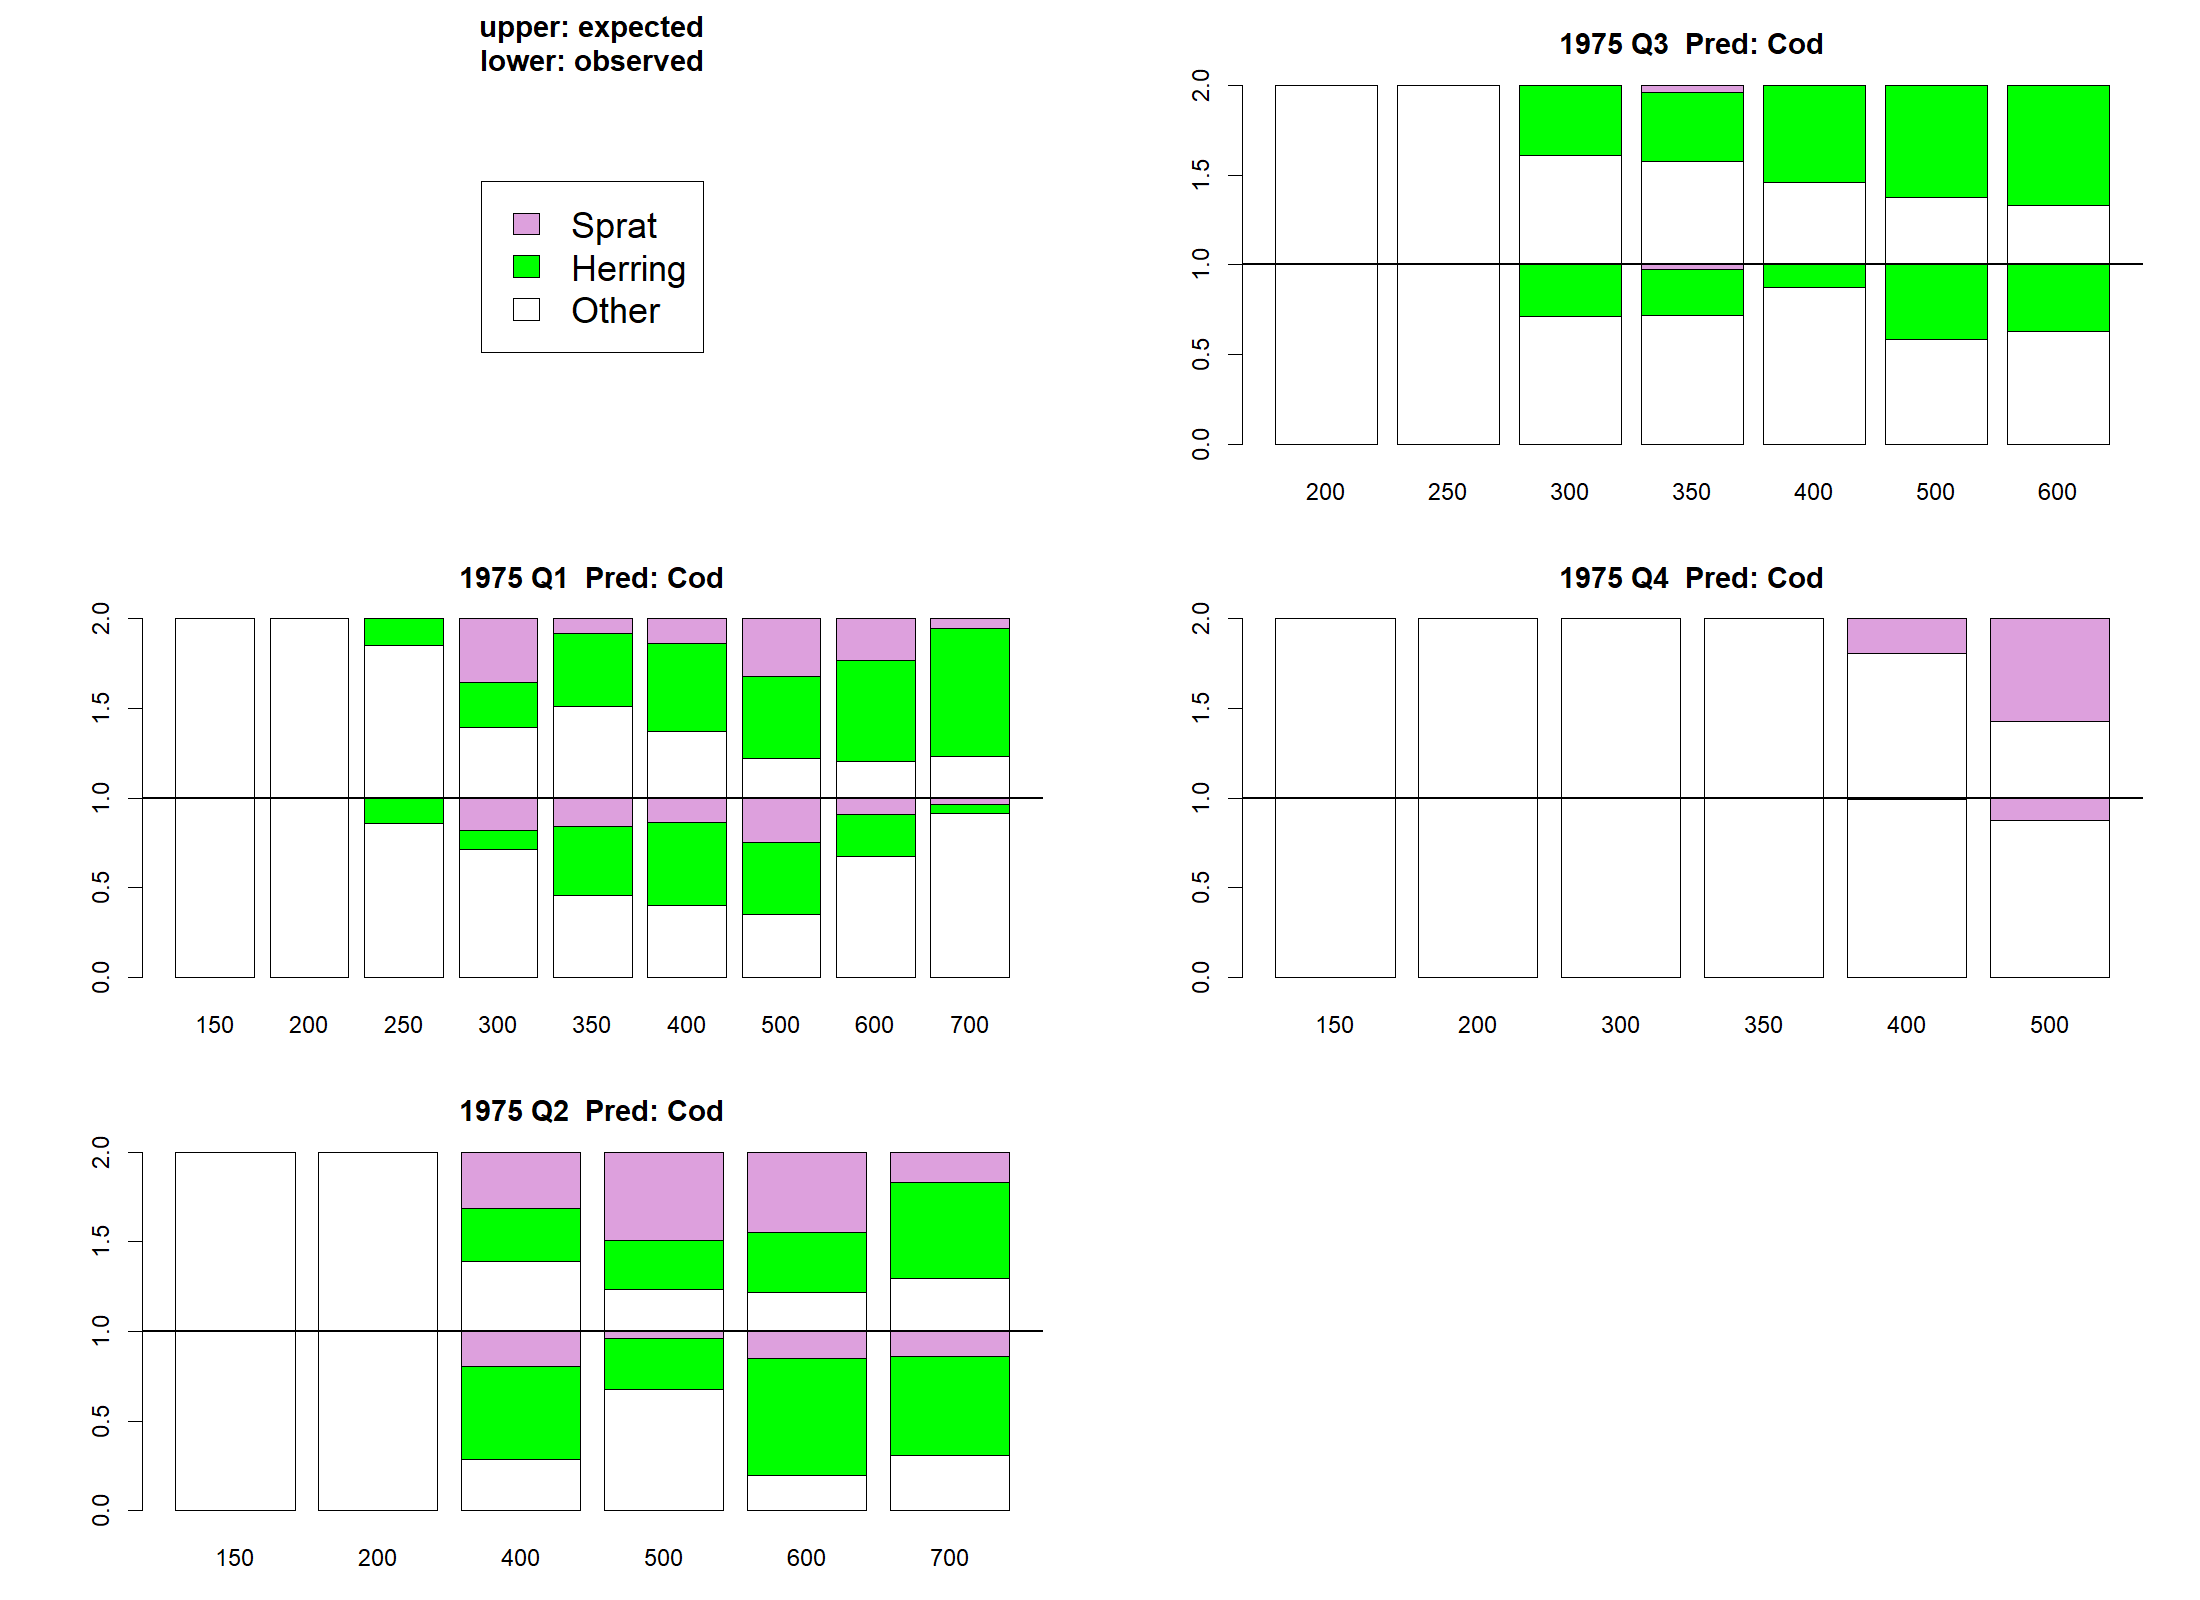 upper: expected
lower: observed
Sprat
Herring
Other
1975 Q1  Pred: Cod
2.0
1.5
1.0
0.5
0.0
150 200 250 300 350 400 500 600 700
1975 Q2  Pred: Cod
2.0
1.5
1.0
0.5
0.0
150 200 400 500 600 700
1975 Q3  Pred: Cod
2.0
1.5
1.0
0.5
0.0
200 250 300 350 400 500 600
1975 Q4  Pred: Cod
2.0
1.5
1.0
0.5
0.0
150 200 300 350 400 500